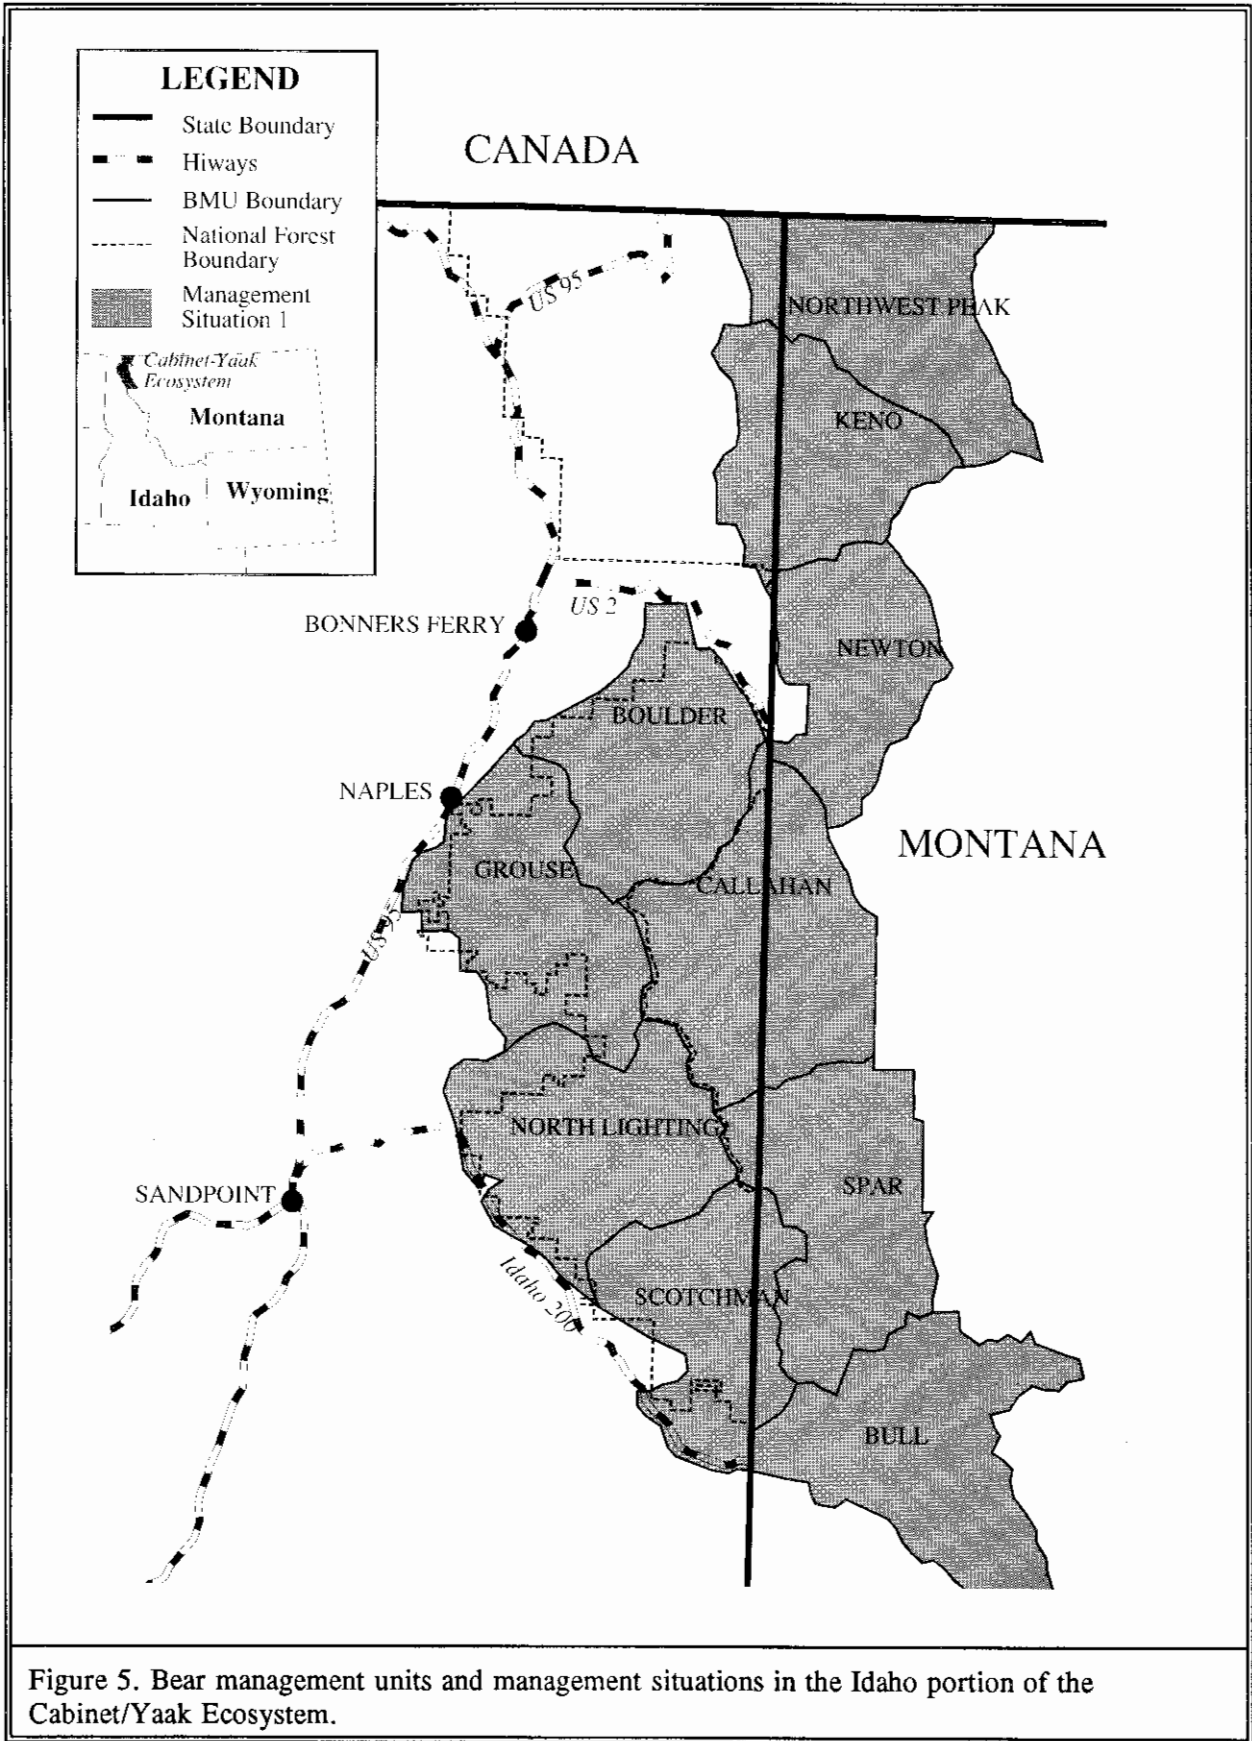 LEGEND
State Boundary
Hiways
BMU Boundary
National Forest
Boundary
Management
Situation 1
Cabinet-Yaak
Ecosystem
Montana
Idaho
Wyoming
CANADA
US 95
NORTHWEST PEAK
KENO
US 2
BONNERS FERRY
NEWTON
BOULDER
NAPLES
MONTANA
GROUSE
CALLAHAN
US 95
NORTH LIGHTING
SANDPOINT
SPAR
Idaho 200
SCOTCHMAN
BULL
Figure 5. Bear management units and management situations in the Idaho portion of the
Cabinet/Yaak Ecosystem.